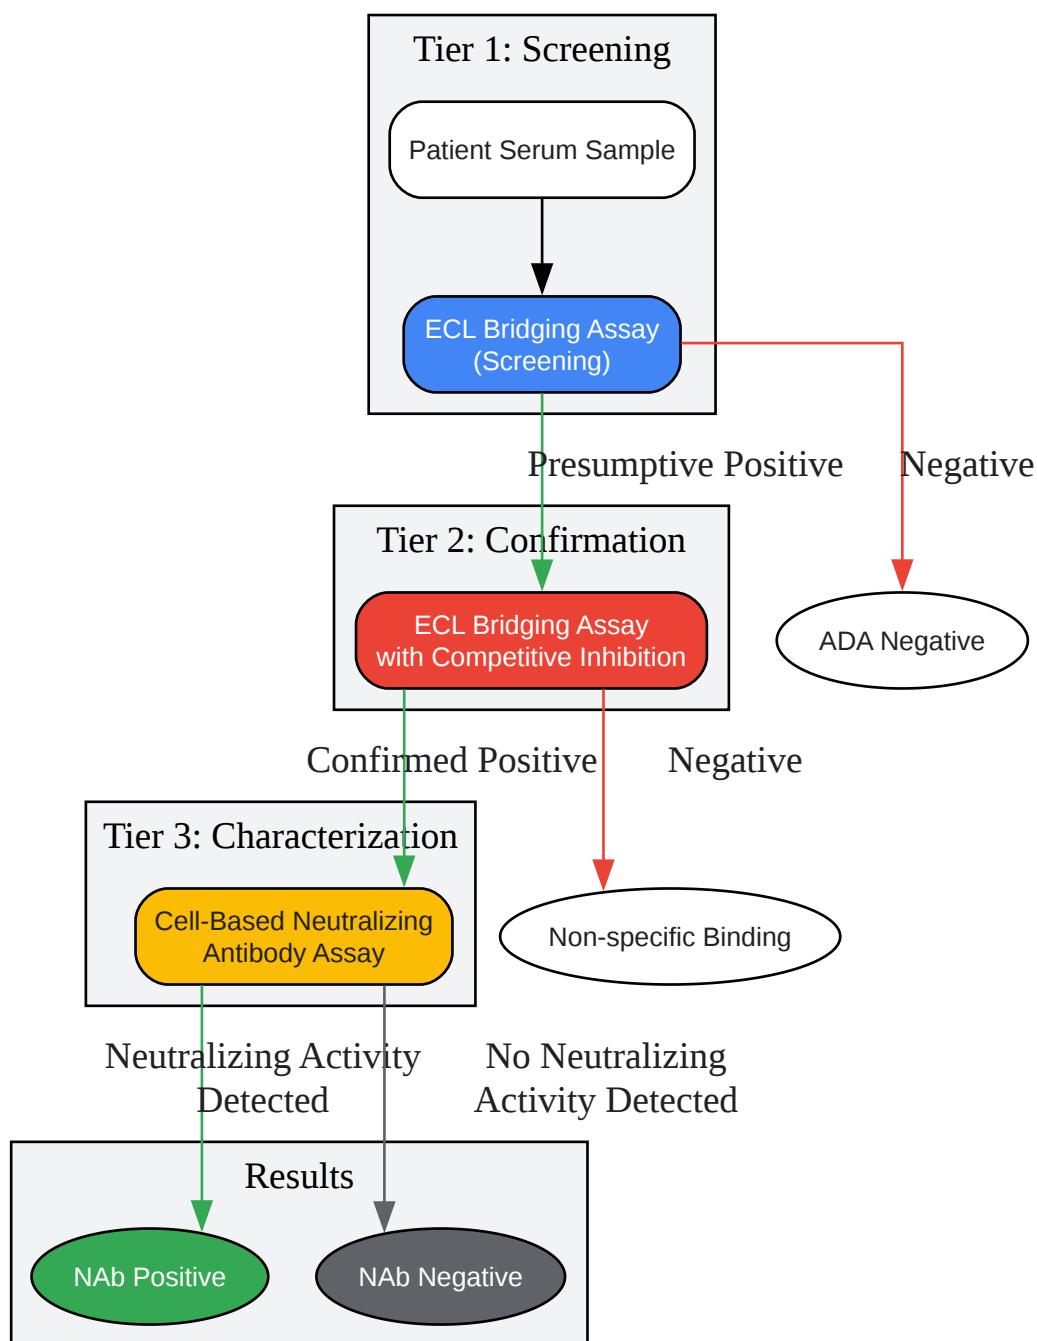 Tier 1: Screening
Patient Serum Sample
ECL Bridging Assay
(Screening)
Presumptive Positive
Negative
Tier 2: Confirmation
ECL Bridging Assay
with Competitive Inhibition
ADA Negative
Confirmed Positive
Negative
Tier 3: Characterization
Cell-Based Neutralizing
Antibody Assay
Non-specific Binding
Neutralizing Activity
Detected
No Neutralizing
Activity Detected
Results
NAb Positive
NAb Negative